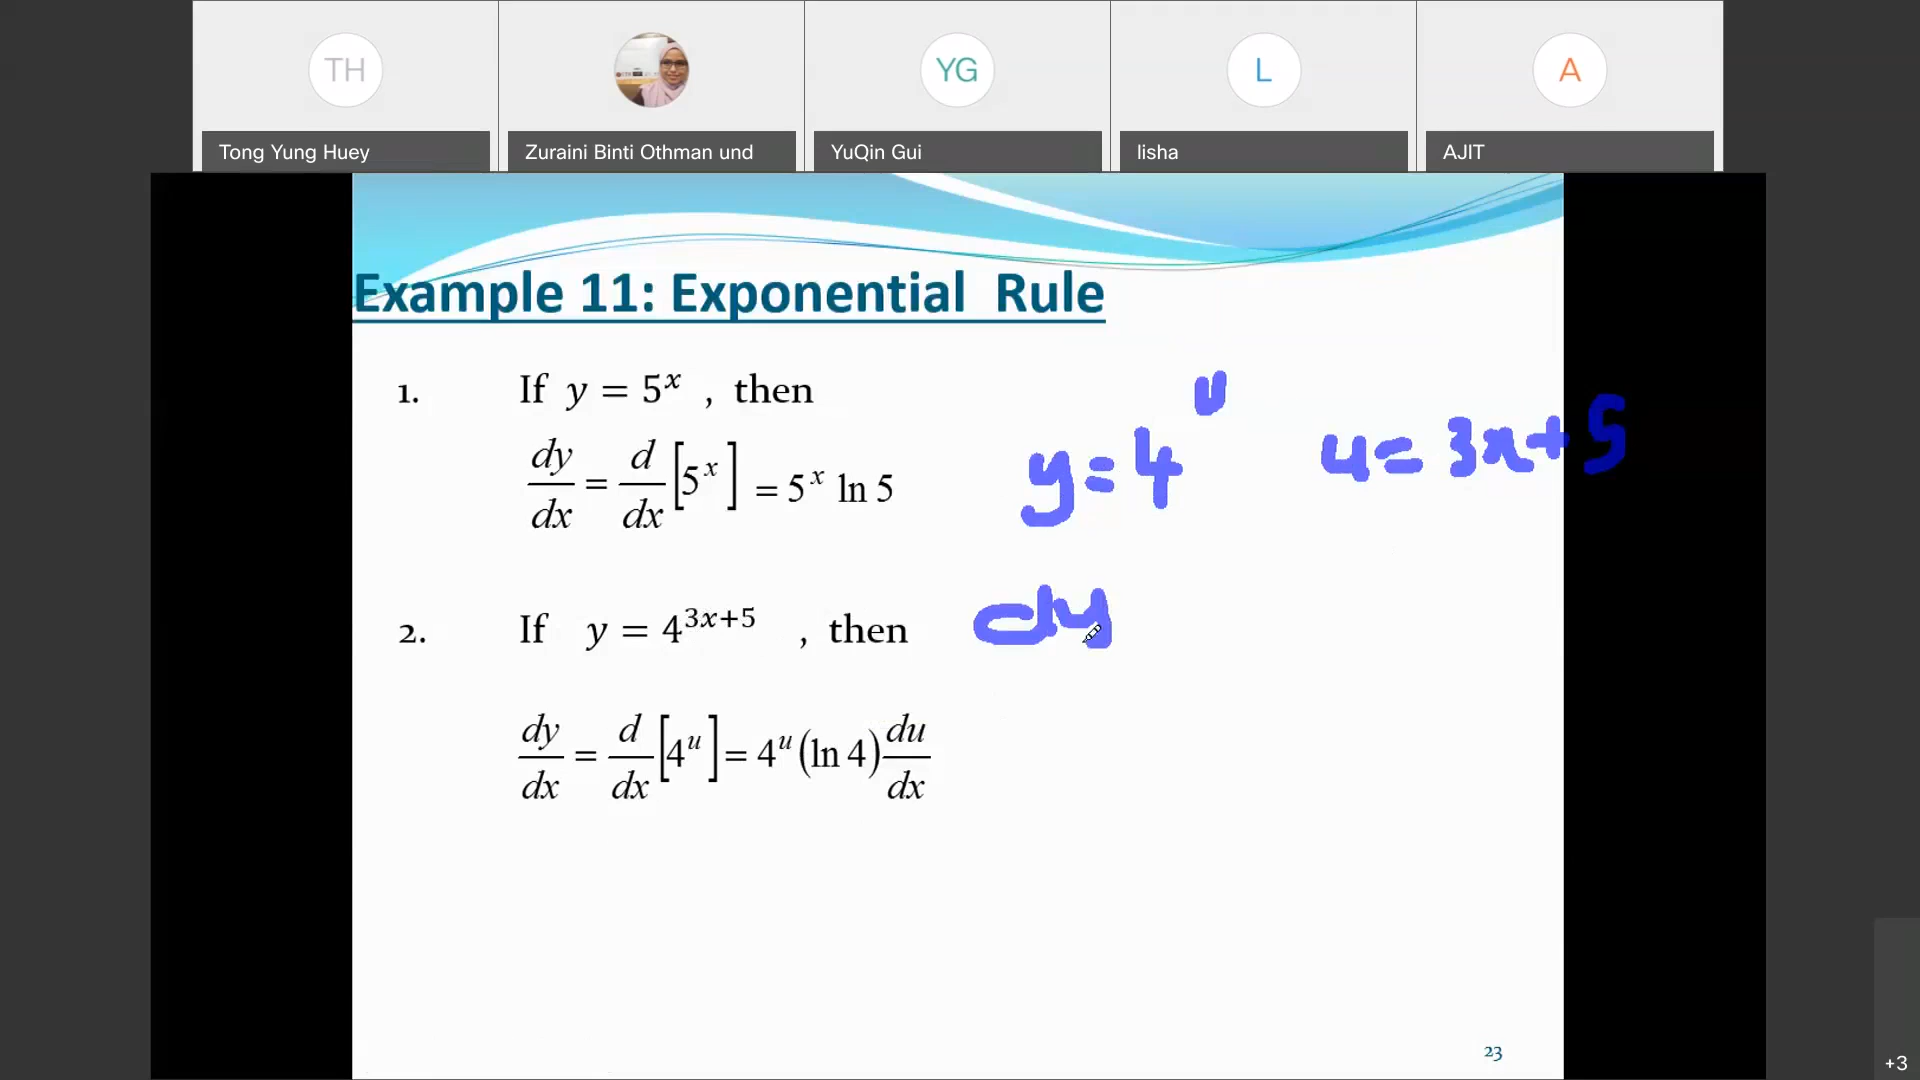 TH
YG
L
A
Tong Yung Huey
Zuraini Binti Othman und
YuQin Gui
lisha
AJIT
Example 11: Exponential Rule
1. If y = 5^x , then
dy/dx = d/dx [5^x] = 5^x ln 5
y = 4^u
u = 3x+5
2. If y = 4^{3x+5} , then
dy
dy/dx = d/dx [4^u] = 4^u (ln 4) du/dx
23
+3